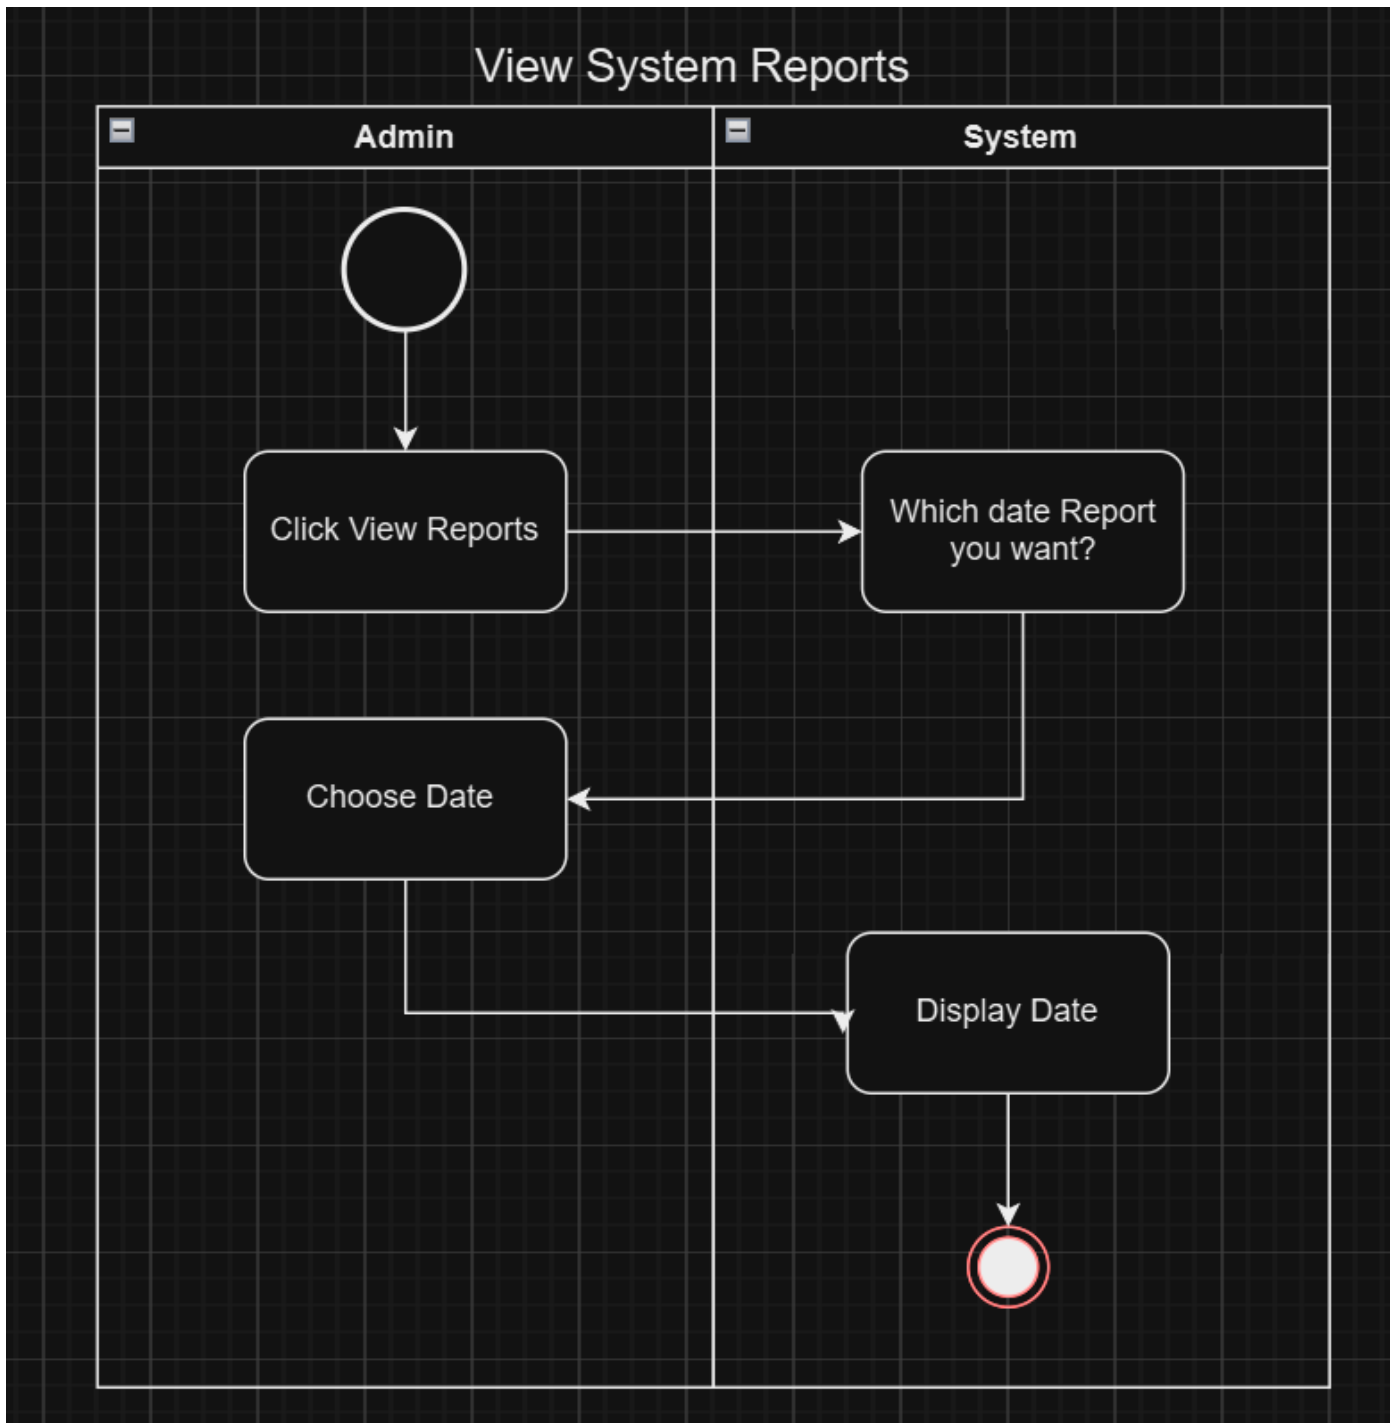 View System Reports
Admin
System
Click View Reports
Which date Report
you want?
Choose Date
Display Date